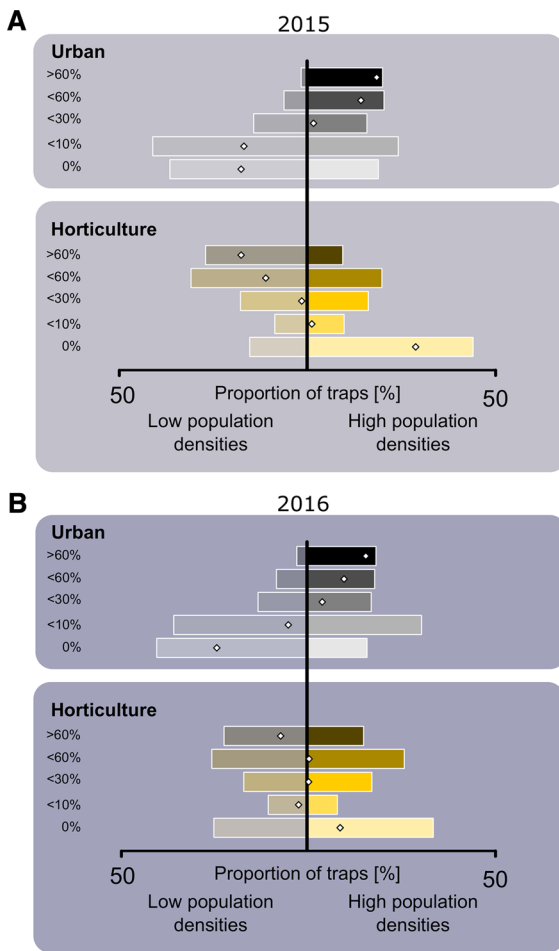 A
2015
Urban
>60%
<60%
<30%
<10%
0%
Horticulture
>60%
<60%
<30%
<10%
0%
50
Proportion of traps [%]
50
Low population
densities
High population
densities
B
2016
Urban
>60%
<60%
<30%
<10%
0%
Horticulture
>60%
<60%
<30%
<10%
0%
50
Proportion of traps [%]
50
Low population
densities
High population
densities